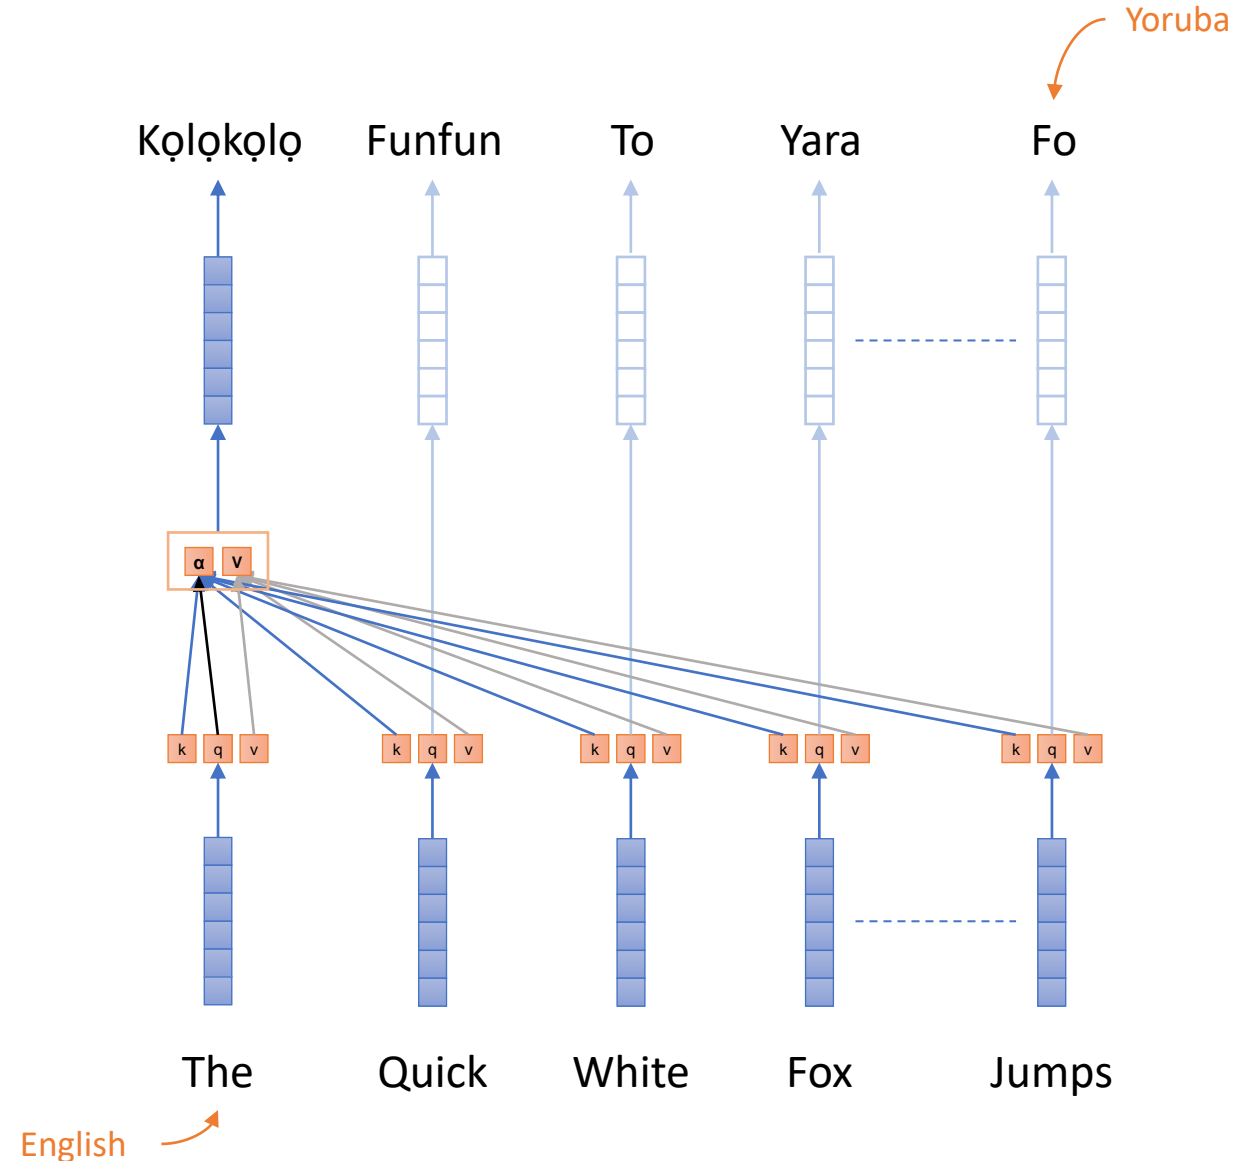 Yoruba
Kọlọkọlọ Funfun To Yara Fo
α V
k q v k q v k q v k q v k q v
The Quick White Fox Jumps
English